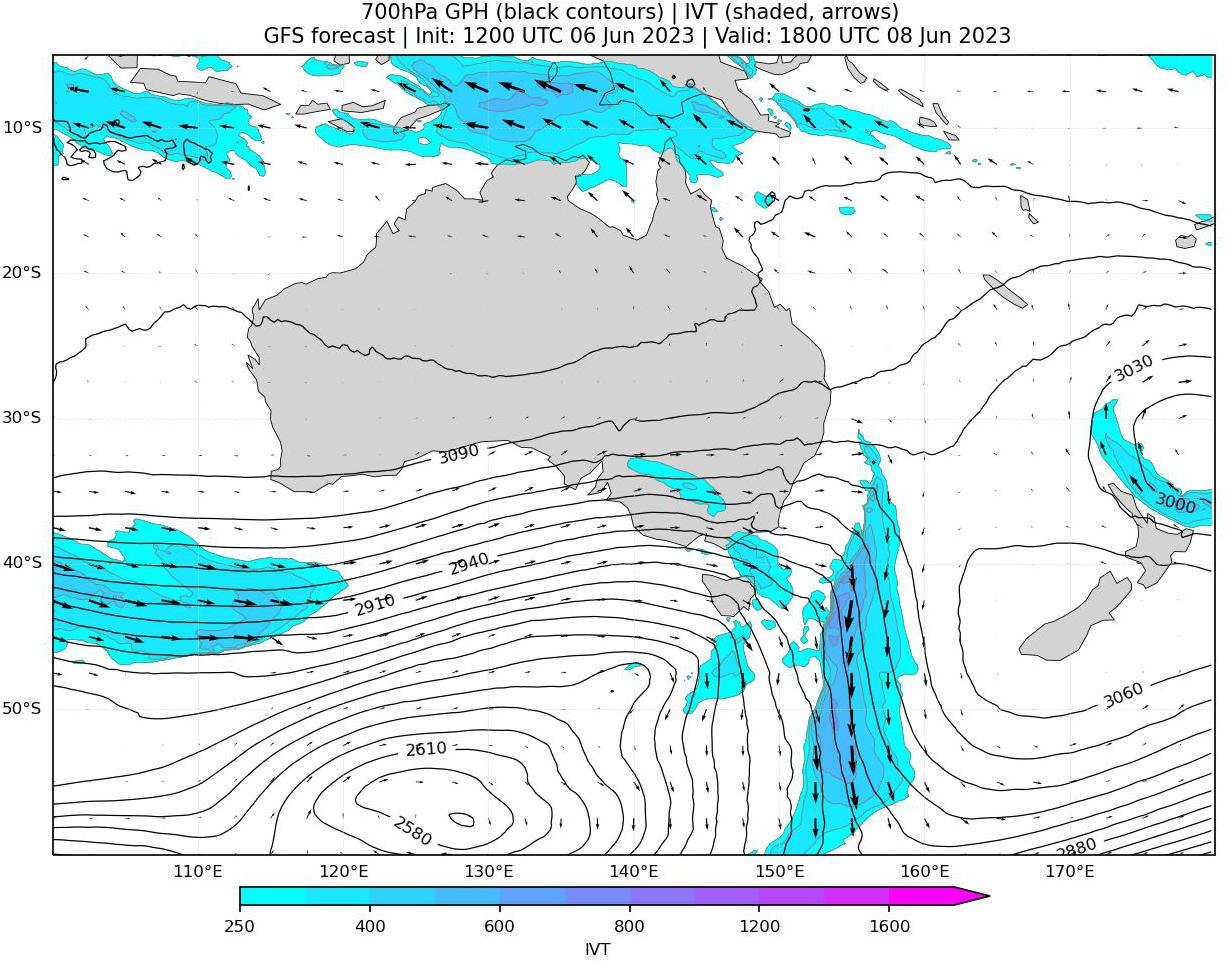 700hPa GPH (black contours) | IVT (shaded, arrows)
GFS forecast | Init: 1200 UTC 06 Jun 2023 | Valid: 1800 UTC 08 Jun 2023
10°S
20°S
3030
30°S
3090
3000
40°S
2940
2910
3060
50°S
2610
2580
2880
110°E 120°E 130°E 140°E 150°E 160°E 170°E
250 400 600 800 1200 1600
IVT